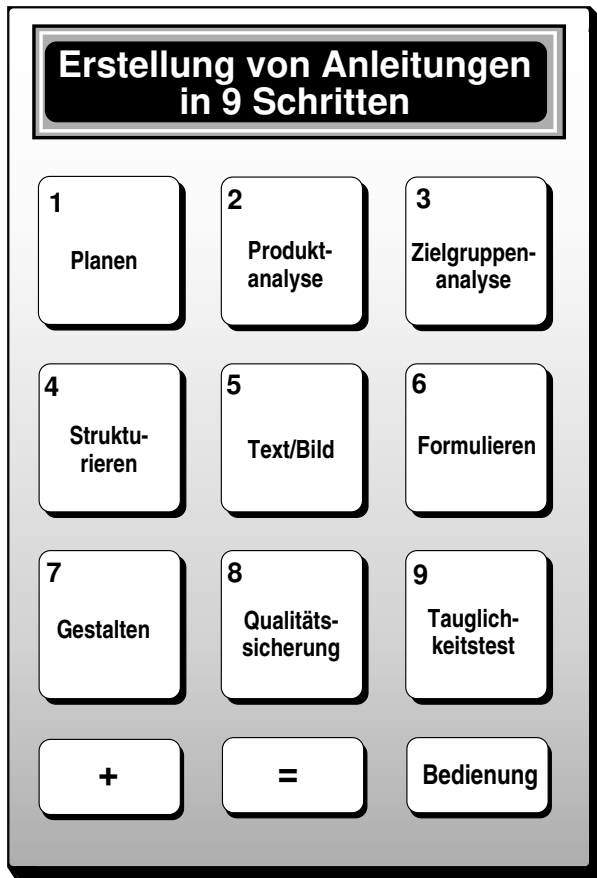 Erstellung von Anleitungen
in 9 Schritten
1
Planen
2
Produkt-
analyse
3
Zielgruppen-
analyse
4
Struktu-
rieren
5
Text/Bild
6
Formulieren
7
Gestalten
8
Qualitäts-
sicherung
9
Tauglich-
keitstest
+
=
Bedienung